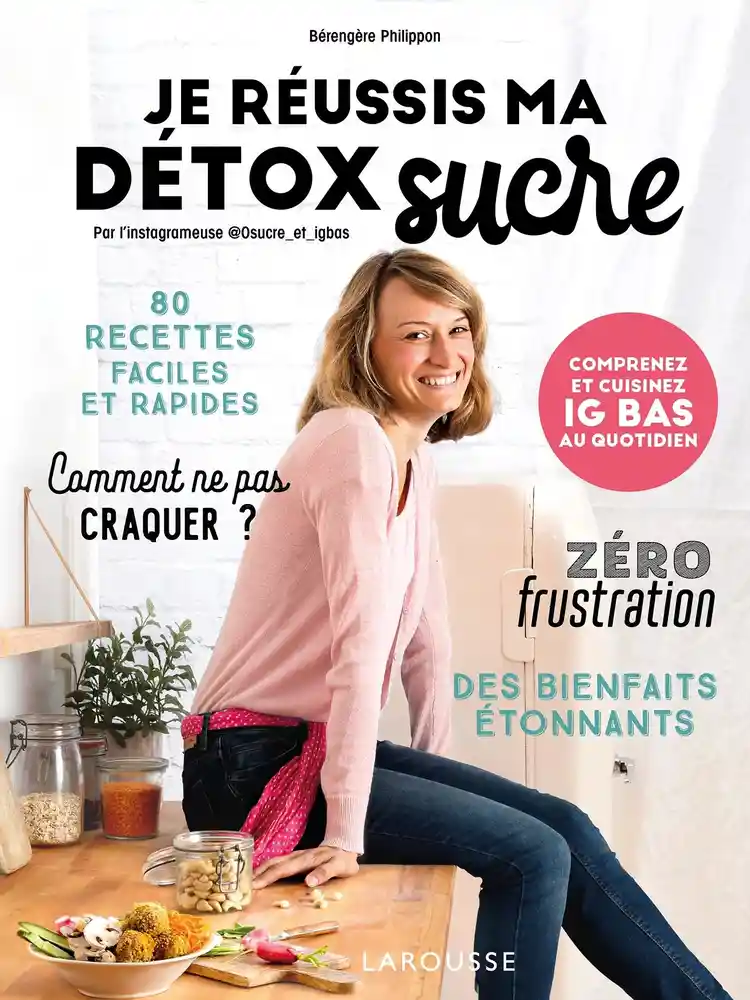 Bérengère Philippon
JE RÉUSSIS MA
DÉTOX sucre
Par l'instagrameuse @0sucre_et_igbas
80
RECETTES
FACILES
ET RAPIDES
COMPRENEZ
ET CUISINEZ
IG BAS
AU QUOTIDIEN
Comment ne pas
CRAQUER ?
ZÉRO
frustration
DES BIENFAITS
ÉTONNANTS
LAROUSSE